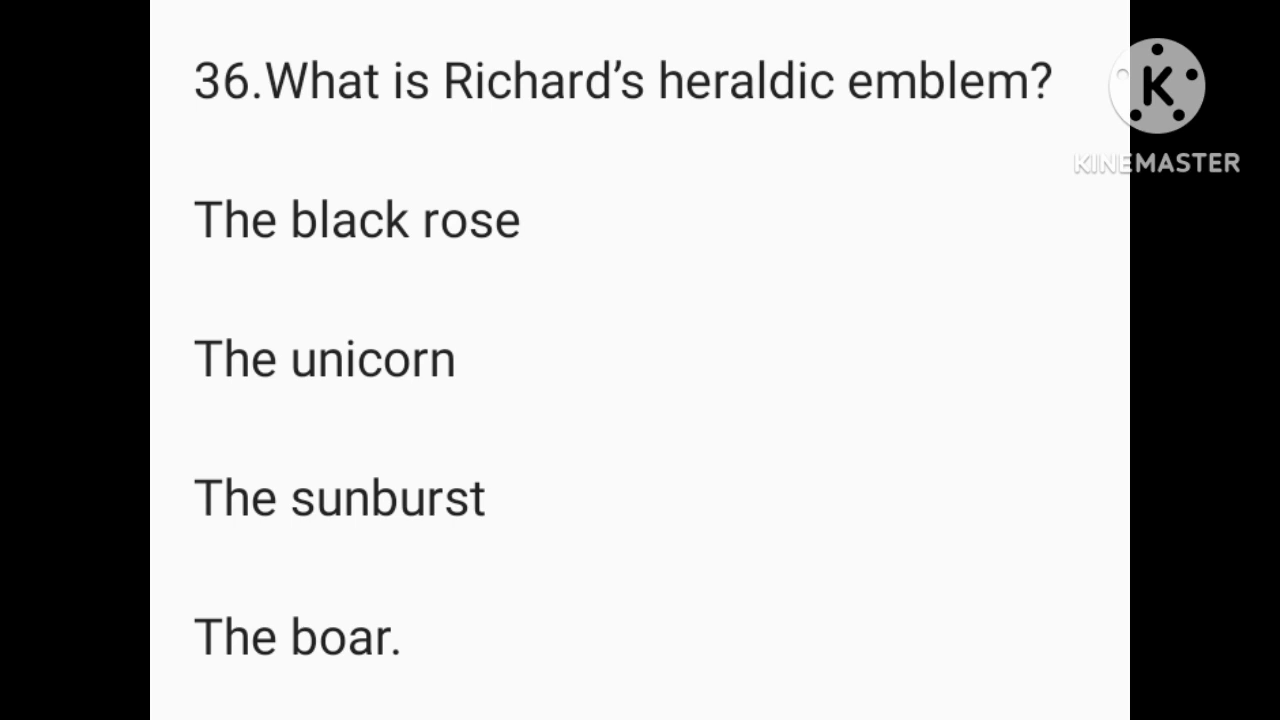 36.What is Richard’s heraldic emblem?
KINEMASTER
The black rose
The unicorn
The sunburst
The boar.